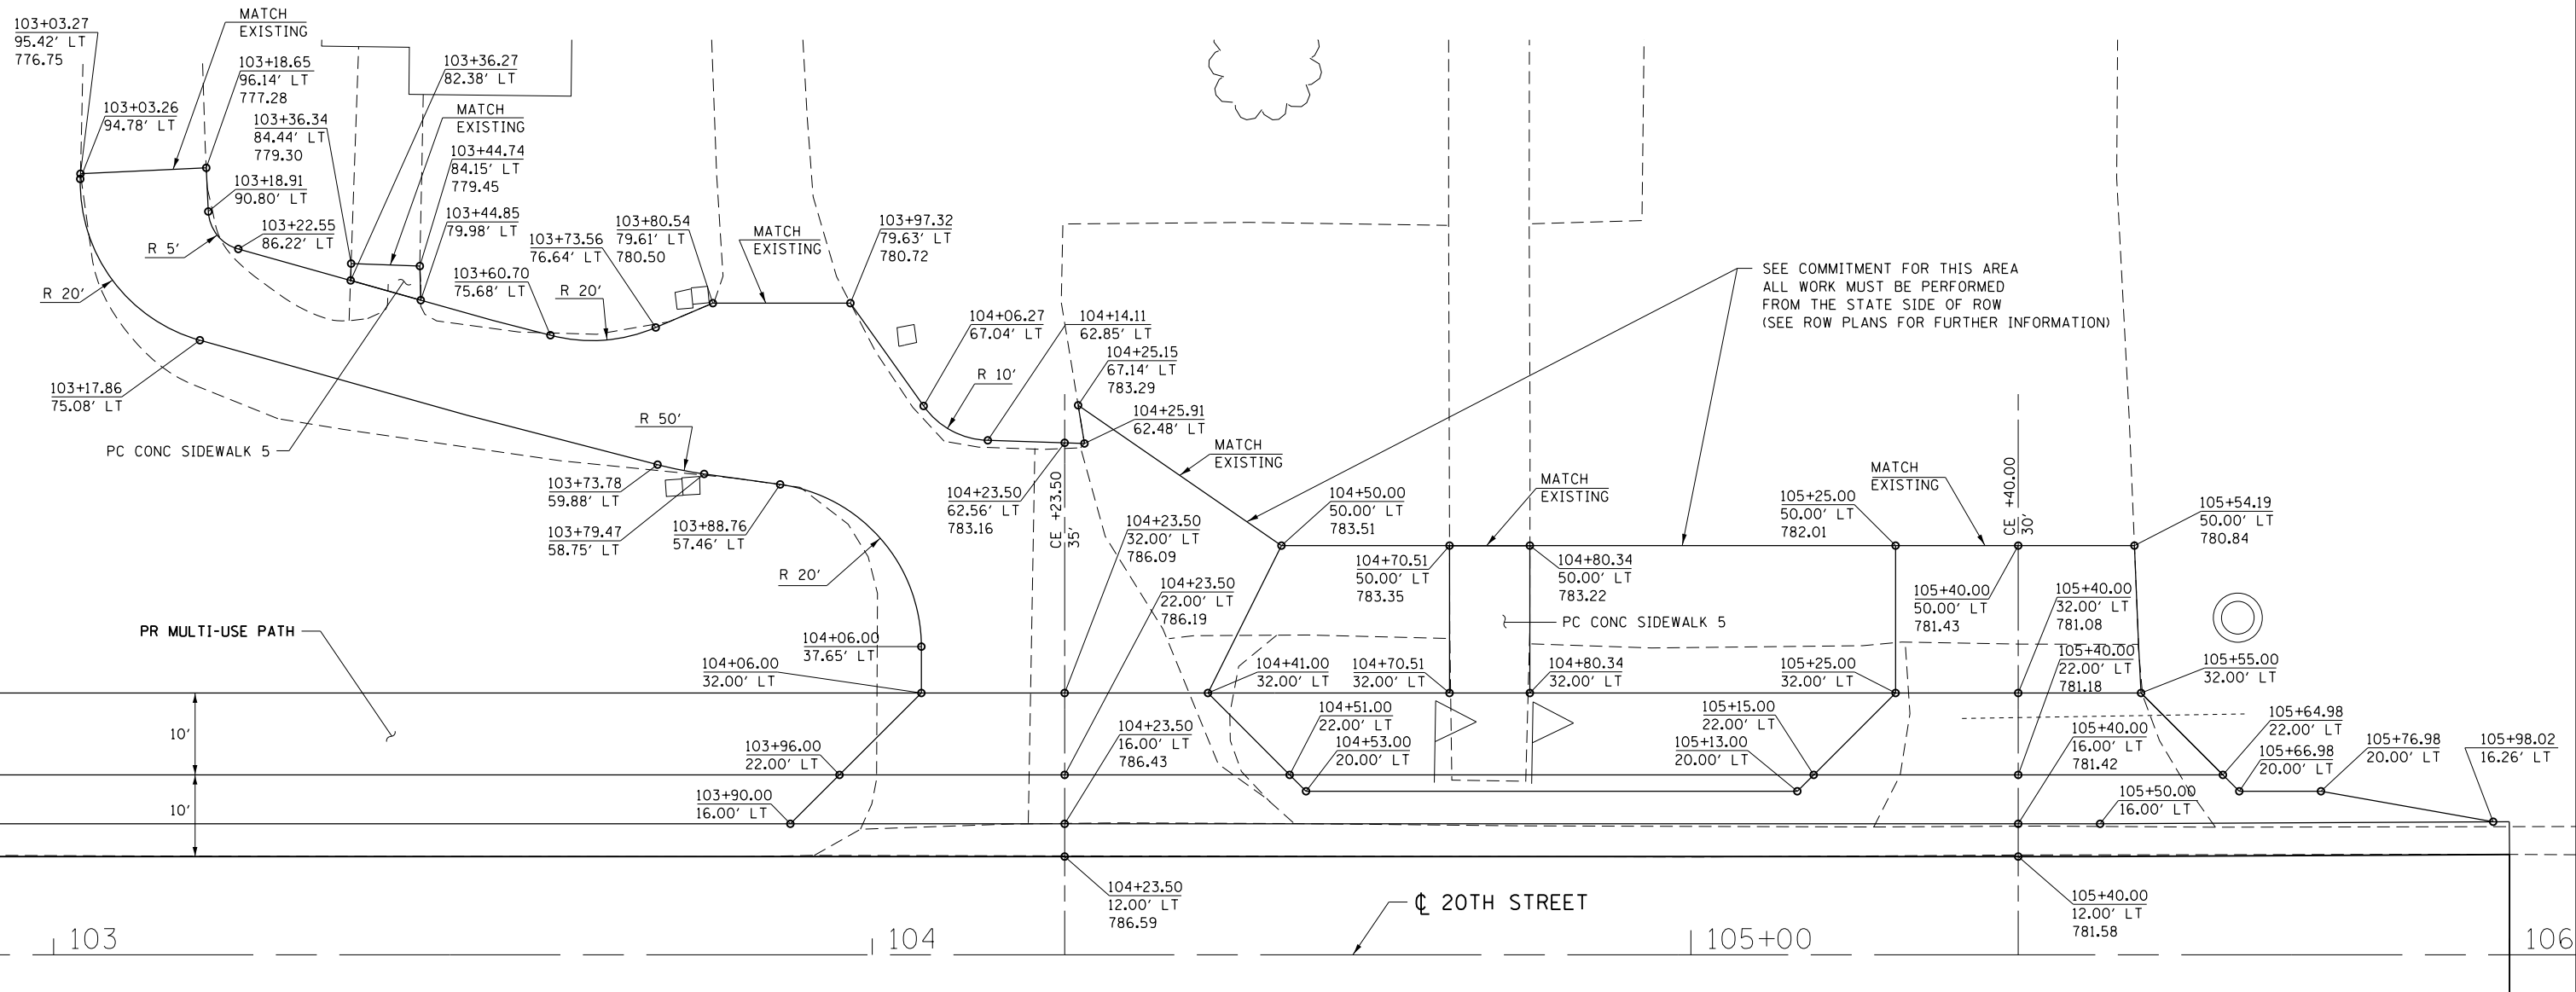 103+03.27
95.42' LT
776.75
MATCH
EXISTING
103+03.26
94.78' LT
103+18.65
96.14' LT
777.28
103+36.27
82.38' LT
MATCH
EXISTING
103+36.34
84.44' LT
779.30
103+44.74
84.15' LT
779.45
103+18.91
90.80' LT
103+22.55
86.22' LT
R 5'
R 20'
103+44.85
79.98' LT
103+60.70
75.68' LT
103+73.56
76.64' LT
R 20'
103+80.54
79.61' LT
780.50
MATCH
EXISTING
103+97.32
79.63' LT
780.72
104+06.27
67.04' LT
104+14.11
62.85' LT
R 10'
104+25.15
67.14' LT
783.29
104+25.91
62.48' LT
MATCH
EXISTING
SEE COMMITMENT FOR THIS AREA
ALL WORK MUST BE PERFORMED
FROM THE STATE SIDE OF ROW
(SEE ROW PLANS FOR FURTHER INFORMATION)
103+17.86
75.08' LT
PC CONC SIDEWALK 5
R 50'
103+73.78
59.88' LT
103+79.47
58.75' LT
103+88.76
57.46' LT
R 20'
104+23.50
62.56' LT
783.16
CE +23.50
35'
104+23.50
32.00' LT
786.09
104+23.50
22.00' LT
786.19
104+50.00
50.00' LT
783.51
MATCH
EXISTING
104+70.51
50.00' LT
783.35
104+80.34
50.00' LT
783.22
PC CONC SIDEWALK 5
105+25.00
50.00' LT
782.01
MATCH
EXISTING
CE +40.00
30'
105+54.19
50.00' LT
780.84
105+40.00
50.00' LT
781.43
105+40.00
32.00' LT
781.08
105+40.00
22.00' LT
781.18
105+55.00
32.00' LT
PR MULTI-USE PATH
104+06.00
37.65' LT
104+06.00
32.00' LT
104+41.00
32.00' LT
104+70.51
32.00' LT
104+80.34
32.00' LT
105+25.00
32.00' LT
10'
103+96.00
22.00' LT
104+23.50
16.00' LT
786.43
104+51.00
22.00' LT
104+53.00
20.00' LT
105+15.00
22.00' LT
105+13.00
20.00' LT
105+40.00
16.00' LT
781.42
105+64.98
22.00' LT
105+66.98
20.00' LT
105+76.98
20.00' LT
105+98.02
16.26' LT
10'
103+90.00
16.00' LT
105+50.00
16.00' LT
104+23.50
12.00' LT
786.59
℄ 20TH STREET
105+40.00
12.00' LT
781.58
103
104
105+00
106